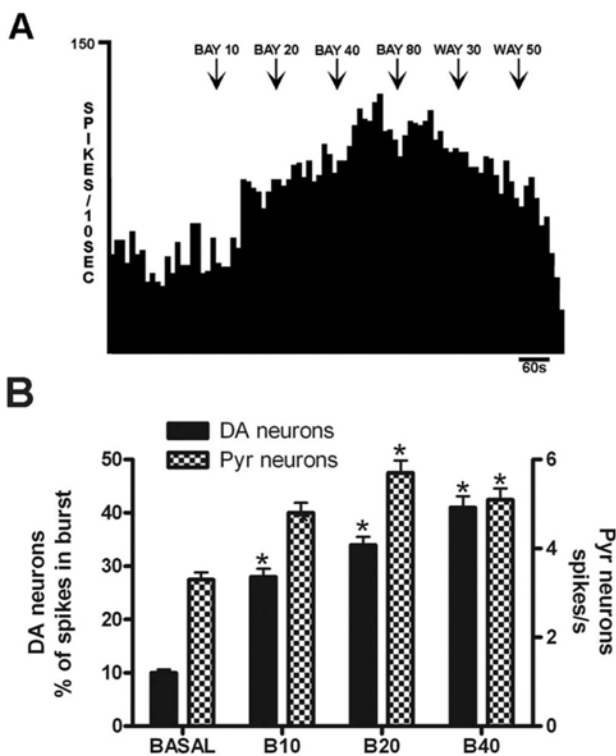 A
150
BAY 10 BAY 20 BAY 40 BAY 80 WAY 30 WAY 50
SPIKES/10SEC
60s
B
DA neurons
Pyr neurons
DA neurons
% of spikes in burst
50
40
30
20
10
0
* * * * *
6
4
2
0
Pyr neurons
spikes/s
BASAL B10 B20 B40